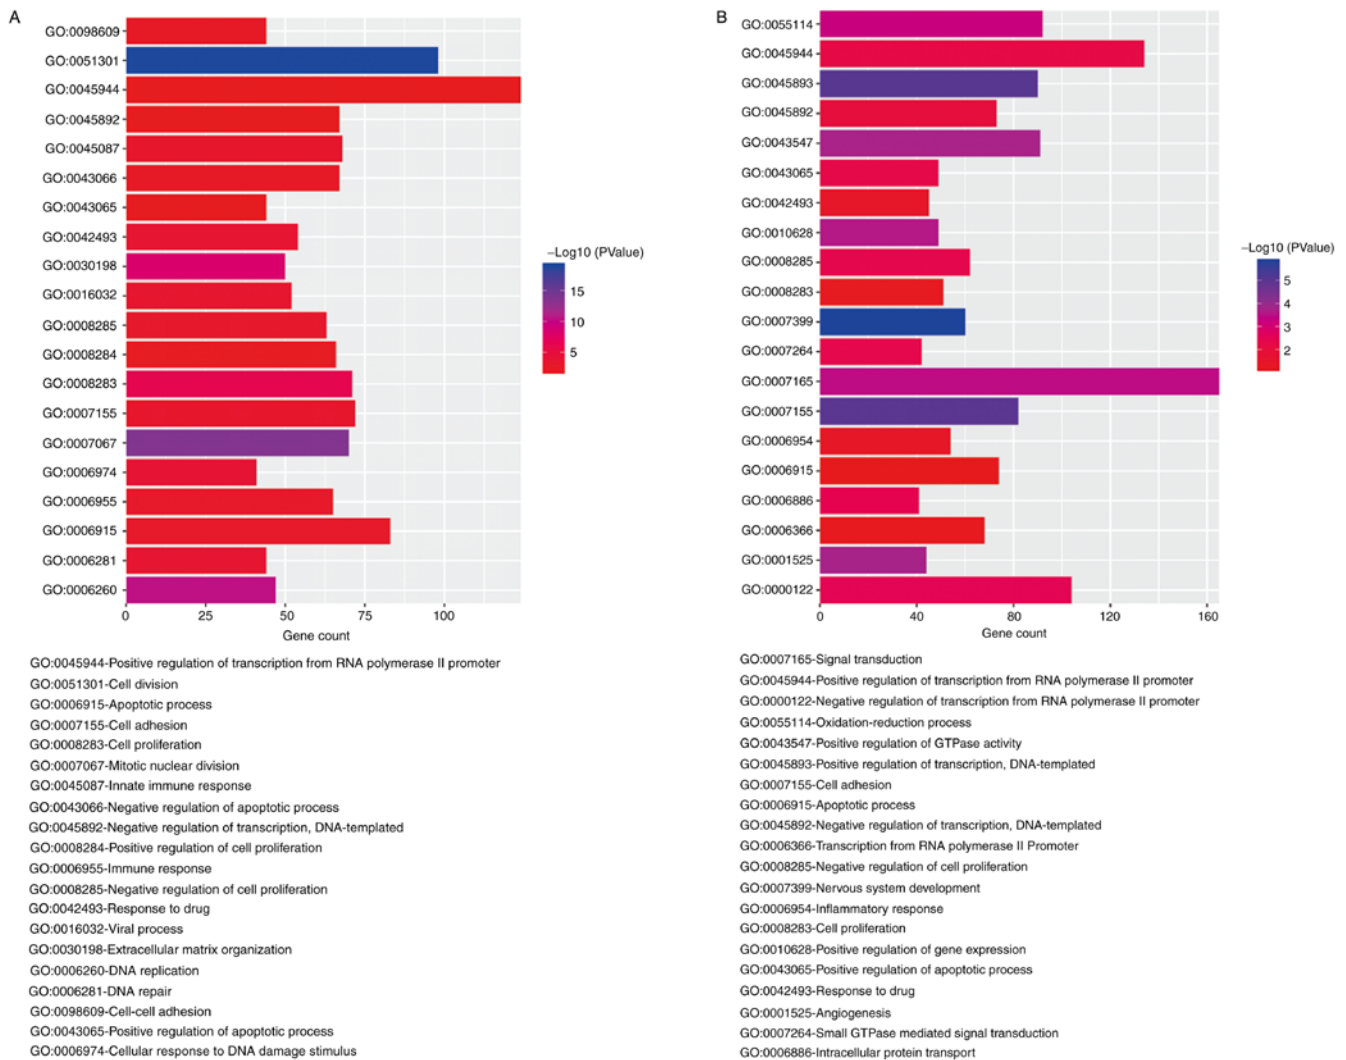 A
GO:0098609
GO:0051301
GO:0045944
GO:0045892
GO:0045087
GO:0043066
GO:0043065
GO:0042493
GO:0030198
GO:0016032
GO:0008285
GO:0008284
GO:0008283
GO:0007155
GO:0007067
GO:0006974
GO:0006955
GO:0006915
GO:0006281
GO:0006260
0 25 50 75 100
Gene count
–Log10 (PValue)
15
10
5
GO:0045944-Positive regulation of transcription from RNA polymerase II promoter
GO:0051301-Cell division
GO:0006915-Apoptotic process
GO:0007155-Cell adhesion
GO:0008283-Cell proliferation
GO:0007067-Mitotic nuclear division
GO:0045087-Innate immune response
GO:0043066-Negative regulation of apoptotic process
GO:0045892-Negative regulation of transcription, DNA-templated
GO:0008284-Positive regulation of cell proliferation
GO:0006955-Immune response
GO:0008285-Negative regulation of cell proliferation
GO:0042493-Response to drug
GO:0016032-Viral process
GO:0030198-Extracellular matrix organization
GO:0006260-DNA replication
GO:0006281-DNA repair
GO:0098609-Cell-cell adhesion
GO:0043065-Positive regulation of apoptotic process
GO:0006974-Cellular response to DNA damage stimulus
B
GO:0055114
GO:0045944
GO:0045893
GO:0045892
GO:0043547
GO:0043065
GO:0042493
GO:0010628
GO:0008285
GO:0008283
GO:0007399
GO:0007264
GO:0007165
GO:0007155
GO:0006954
GO:0006915
GO:0006886
GO:0006366
GO:0001525
GO:0000122
0 40 80 120 160
Gene count
–Log10 (PValue)
5
4
3
2
GO:0007165-Signal transduction
GO:0045944-Positive regulation of transcription from RNA polymerase II promoter
GO:0000122-Negative regulation of transcription from RNA polymerase II promoter
GO:0055114-Oxidation-reduction process
GO:0043547-Positive regulation of GTPase activity
GO:0045893-Positive regulation of transcription, DNA-templated
GO:0007155-Cell adhesion
GO:0006915-Apoptotic process
GO:0045892-Negative regulation of transcription, DNA-templated
GO:0006366-Transcription from RNA polymerase II Promoter
GO:0008285-Negative regulation of cell proliferation
GO:0007399-Nervous system development
GO:0006954-Inflammatory response
GO:0008283-Cell proliferation
GO:0010628-Positive regulation of gene expression
GO:0043065-Positive regulation of apoptotic process
GO:0042493-Response to drug
GO:0001525-Angiogenesis
GO:0007264-Small GTPase mediated signal transduction
GO:0006886-Intracellular protein transport